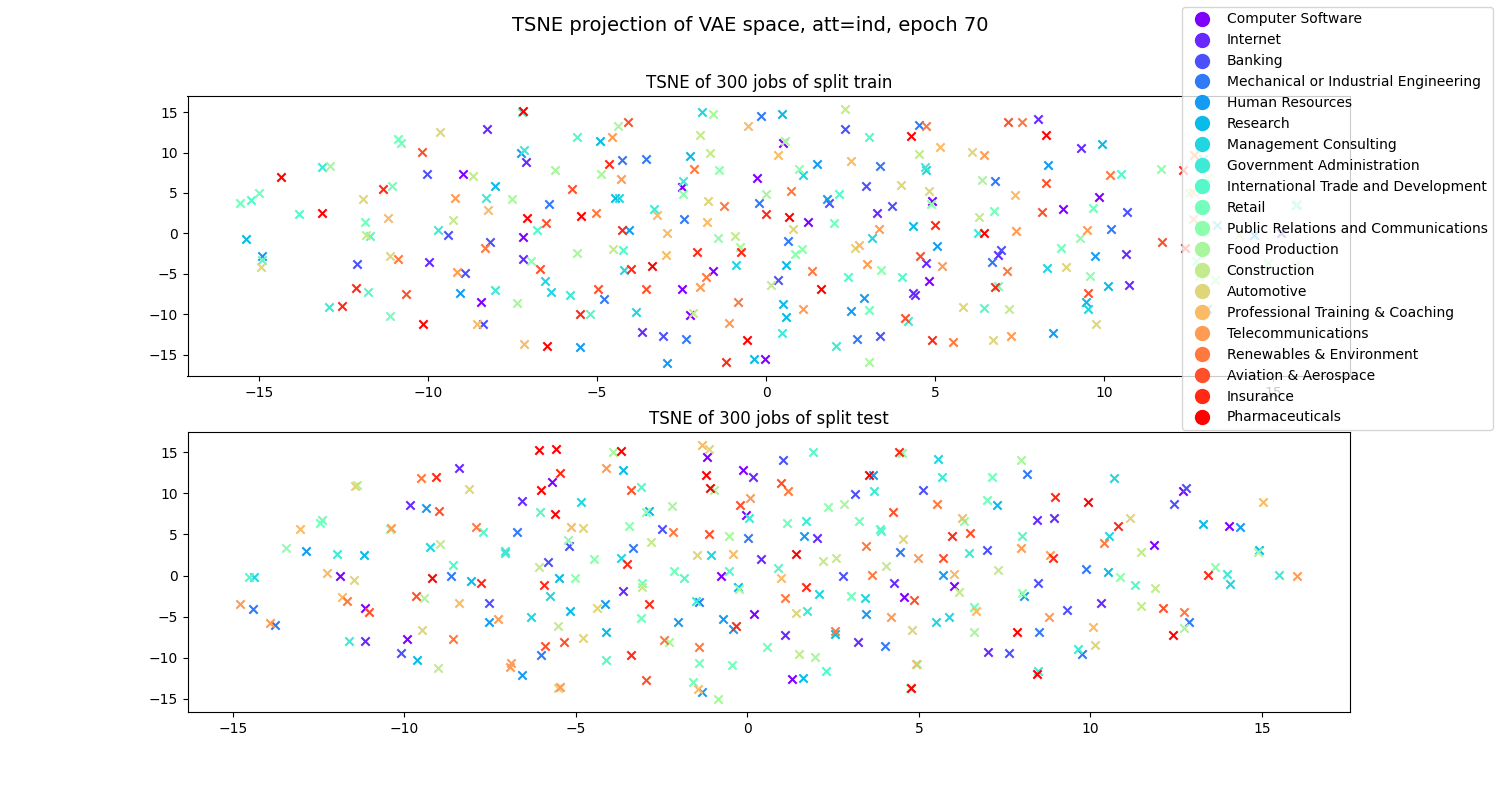 TSNE projection of VAE space, att=ind, epoch 70
TSNE of 300 jobs of split train
15
10
5
0
−5
−10
−15
−15
−10
−5
0
5
10
15
Computer Software
Internet
Banking
Mechanical or Industrial Engineering
Human Resources
Research
Management Consulting
Government Administration
International Trade and Development
Retail
Public Relations and Communications
Food Production
Construction
Automotive
Professional Training & Coaching
Telecommunications
Renewables & Environment
Aviation & Aerospace
Insurance
Pharmaceuticals
TSNE of 300 jobs of split test
15
10
5
0
−5
−10
−15
−15
−10
−5
0
5
10
15